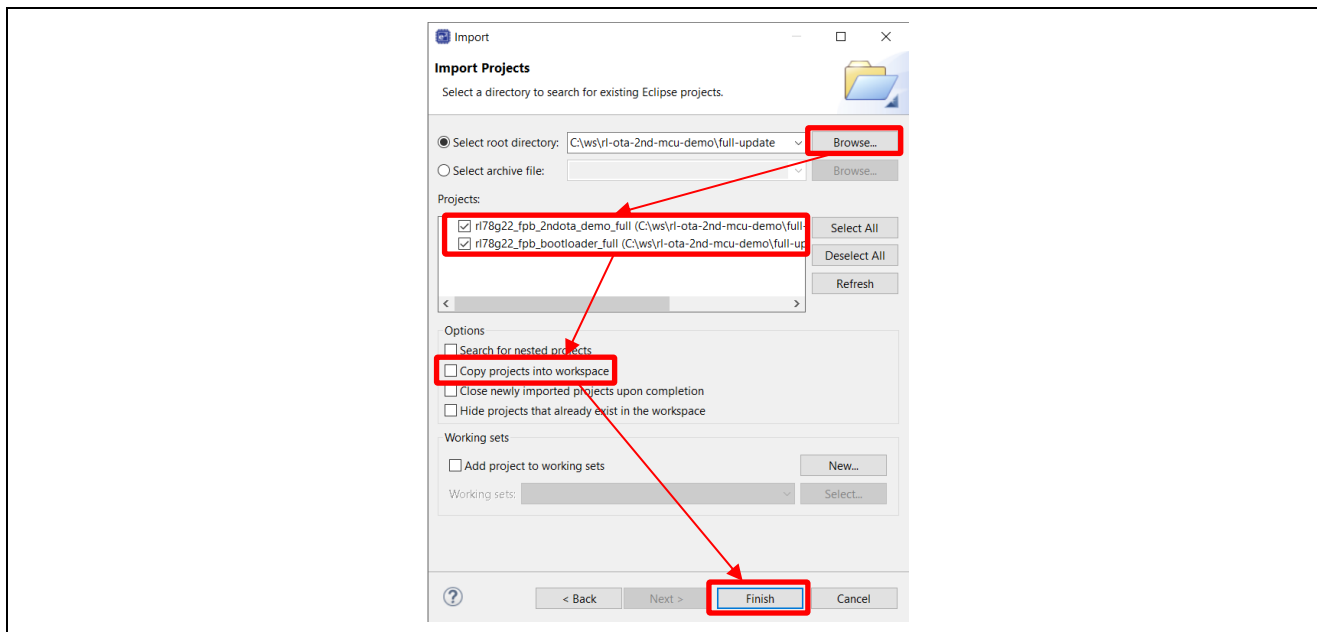 Import
Import Projects
Select a directory to search for existing Eclipse projects.
Select root directory: C:\ws\rl-ota-2nd-mcu-demo\full-update Browse...
Select archive file: Browse...
Projects:
rl78g22_fpb_2ndota_demo_full (C:\ws\rl-ota-2nd-mcu-demo\full- Select All
rl78g22_fpb_bootloader_full (C:\ws\rl-ota-2nd-mcu-demo\full-up
Deselect All
Refresh
Options
Search for nested projects
Copy projects into workspace
Close newly imported projects upon completion
Hide projects that already exist in the workspace
Working sets
Add project to working sets New...
Working sets: Select...
? < Back Next > Finish Cancel